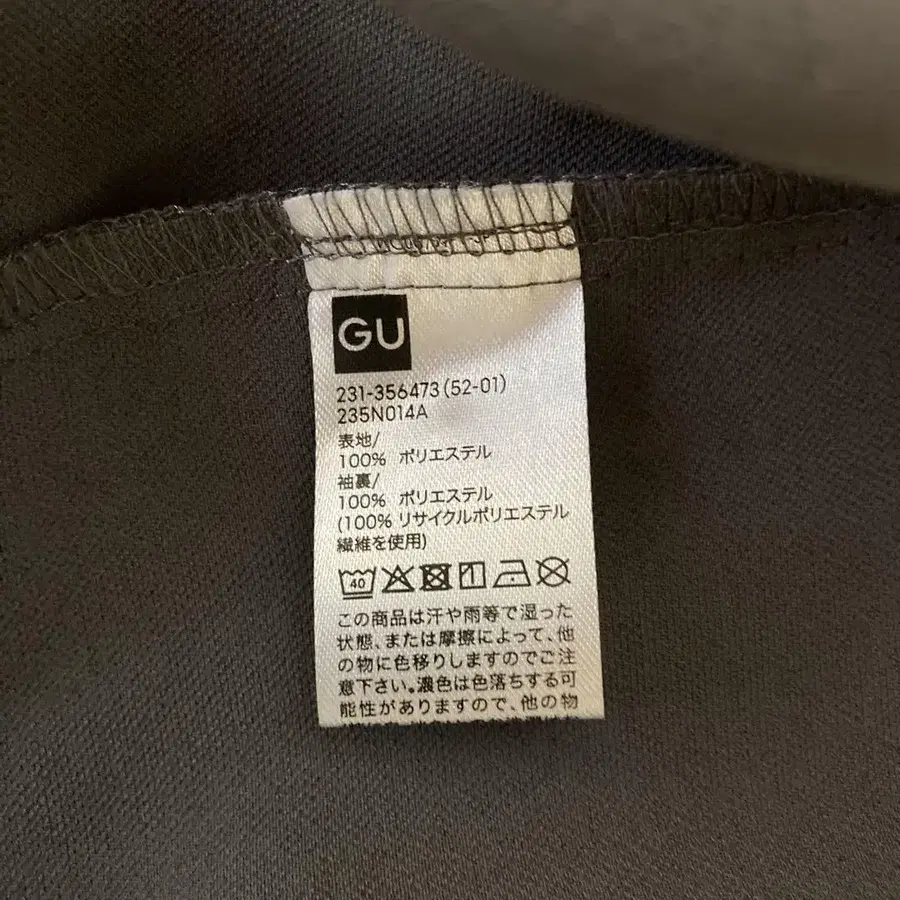 GU
231-356473(52-01)
235N014A
表地/
100% ポリエステル
袖裏/
100% ポリエステル
(100% リサイクルポリエステル
繊維を使用)
40
この商品は汗や雨等で湿った
状態、または摩擦によって、他
の物に色移りしますのでご注
意下さい。濃色は色落ちする可
能性がありますので、他の物